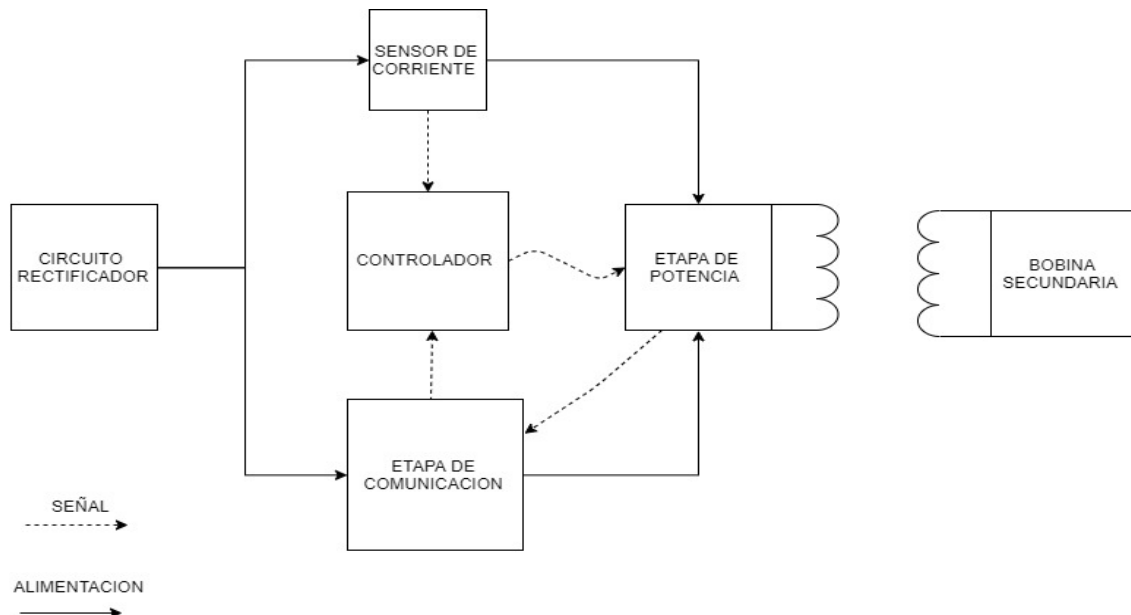 SENSOR DE
CORRIENTE
CIRCUITO
RECTIFICADOR
CONTROLADOR
ETAPA DE
POTENCIA
BOBINA
SECUNDARIA
ETAPA DE
COMUNICACION
SEÑAL
ALIMENTACION